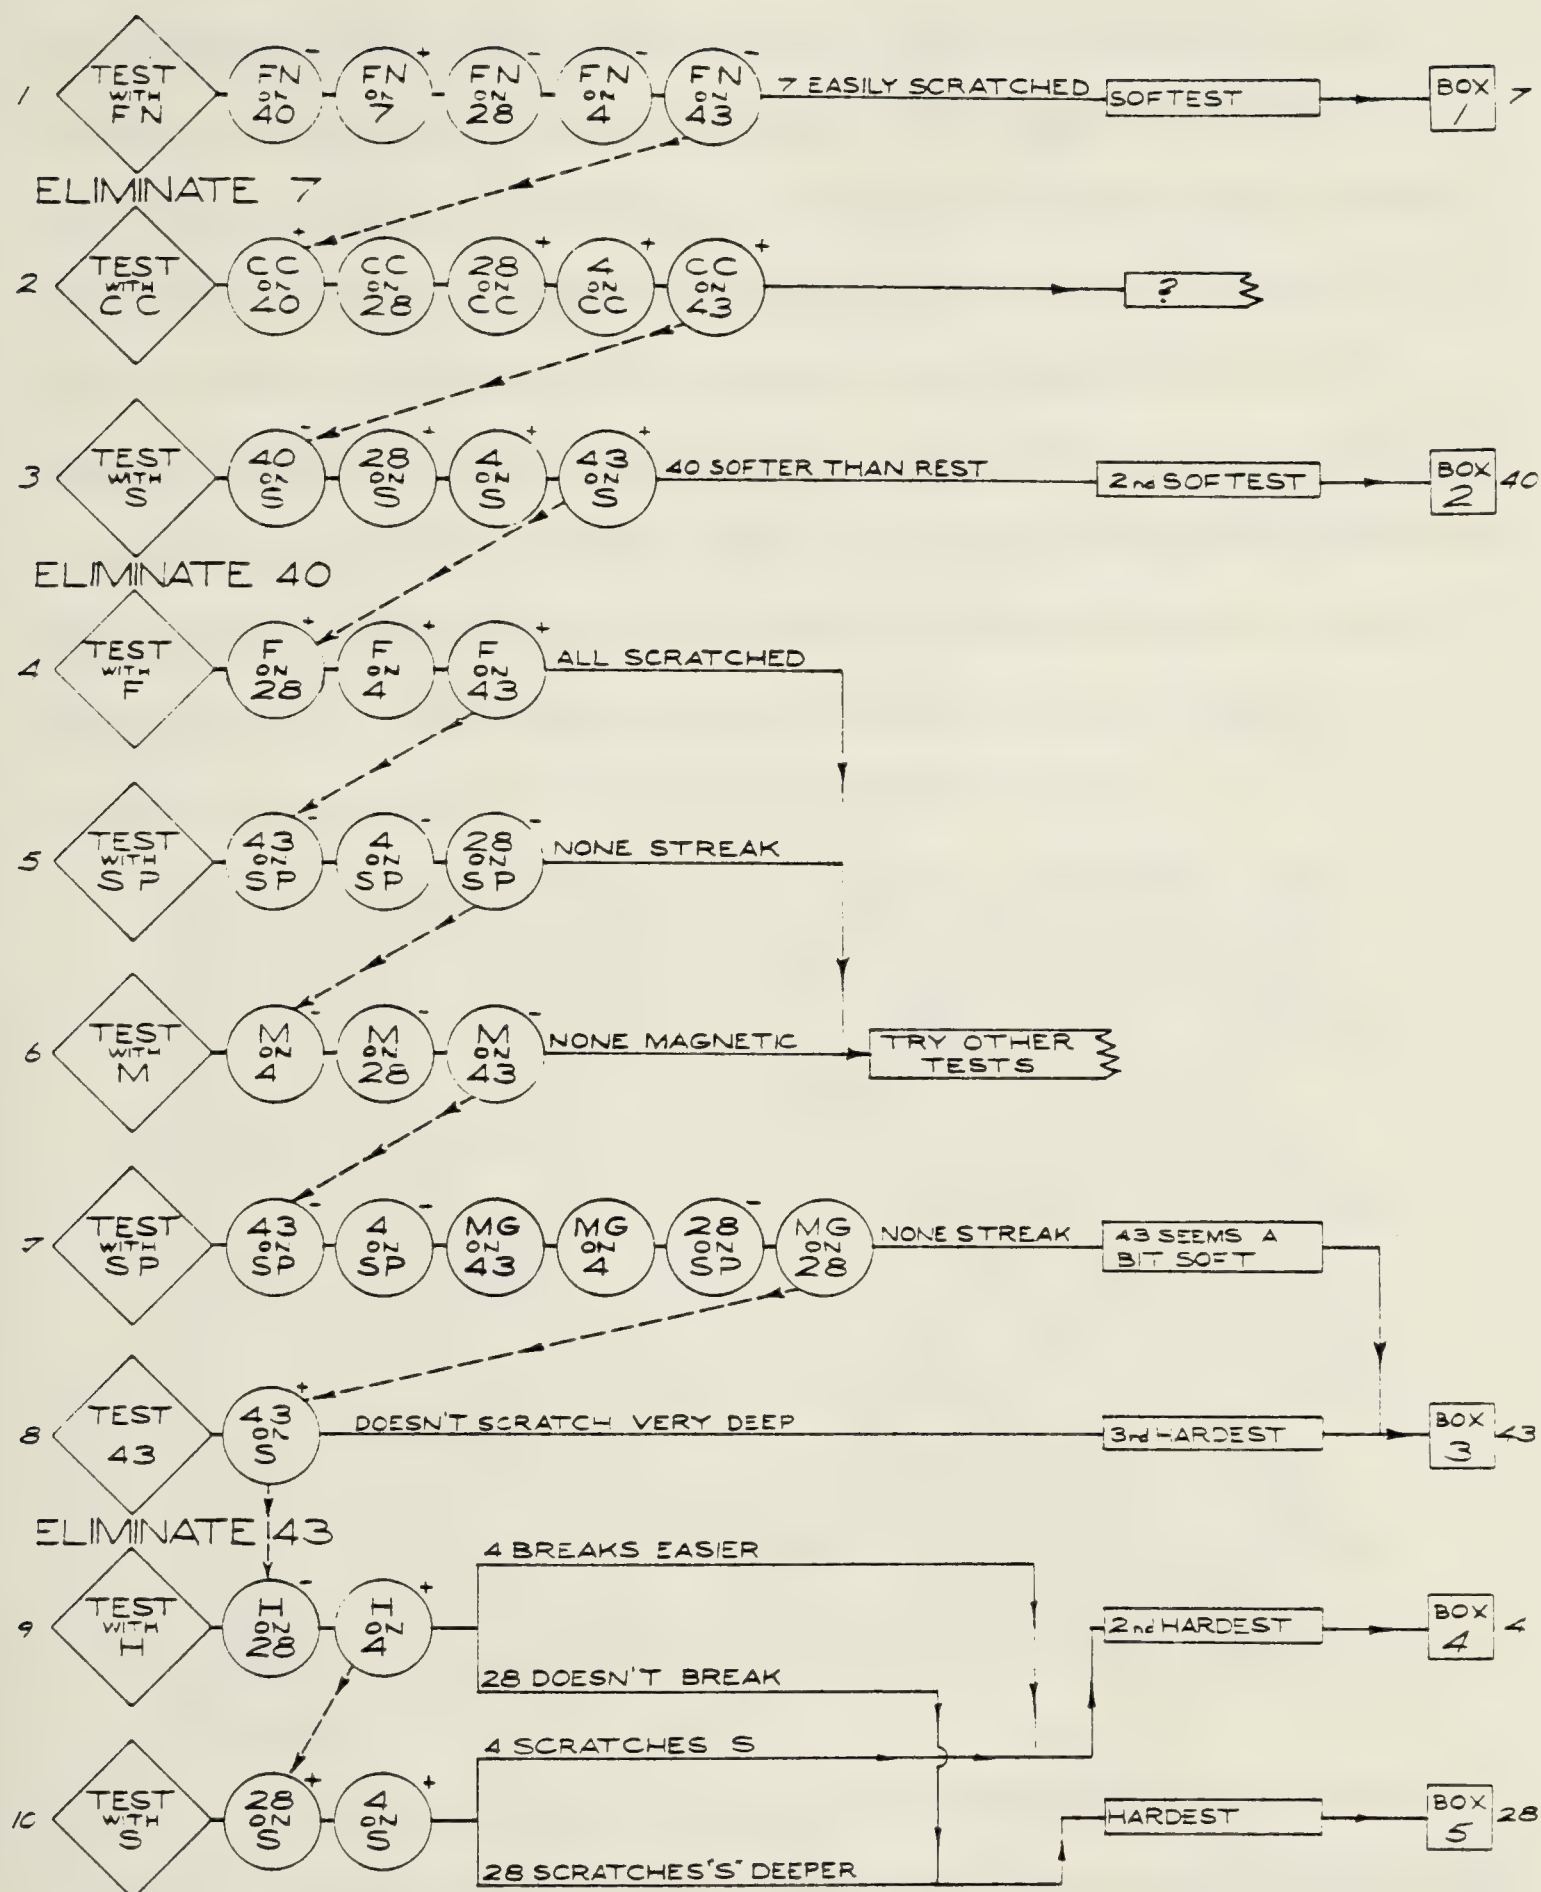 1
TEST
WITH
FN
FN
ON
40
-
FN
ON
7
+
FN
ON
28
-
FN
ON
4
-
FN
ON
43
-
7 EASILY SCRATCHED
SOFTEST
BOX
1
7
ELIMINATE 7
2
TEST
WITH
CC
CC
ON
40
+
CC
ON
28
28
ON
CC
+
4
ON
CC
+
CC
ON
43
+
?
3
TEST
WITH
S
40
ON
S
-
28
ON
S
+
4
ON
S
+
43
ON
S
+
40 SOFTER THAN REST
2nd SOFTEST
BOX
2
40
ELIMINATE 40
4
TEST
WITH
F
F
ON
28
+
F
ON
4
+
F
ON
43
+
ALL SCRATCHED
5
TEST
WITH
SP
43
ON
SP
-
4
ON
SP
-
28
ON
SP
-
NONE STREAK
6
TEST
WITH
M
M
ON
4
-
M
ON
28
-
M
ON
43
-
NONE MAGNETIC
TRY OTHER
TESTS
7
TEST
WITH
SP
43
ON
SP
-
4
ON
SP
-
MG
ON
43
MG
ON
4
28
ON
SP
-
MG
ON
28
NONE STREAK
43 SEEMS A
BIT SOFT
8
TEST
43
43
ON
S
+
DOESN'T SCRATCH VERY DEEP
3rd HARDEST
BOX
3
43
ELIMINATE 43
9
TEST
WITH
H
H
ON
28
-
H
ON
4
+
4 BREAKS EASIER
28 DOESN'T BREAK
2nd HARDEST
BOX
4
4
10
TEST
WITH
S
28
ON
S
+
4
ON
S
+
4 SCRATCHES S
28 SCRATCHES "S" DEEPER
HARDEST
BOX
5
28